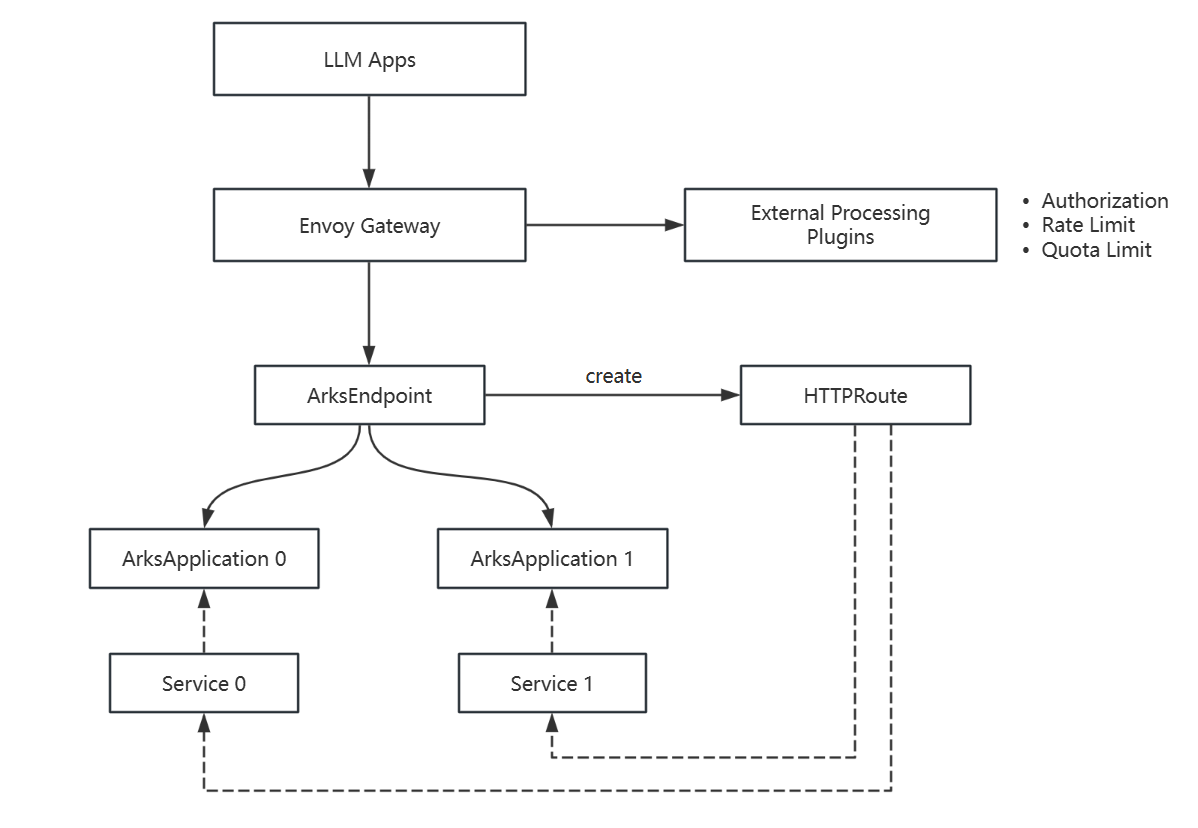 LLM Apps
Envoy Gateway
External Processing
Plugins
• Authorization
• Rate Limit
• Quota Limit
ArksEndpoint
create
HTTPRoute
ArksApplication 0
ArksApplication 1
Service 0
Service 1